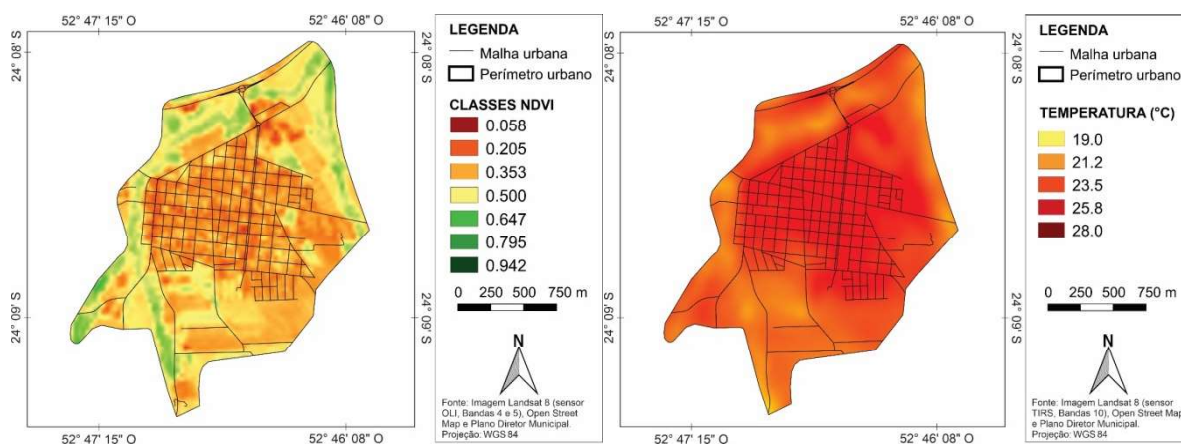 52° 47' 15" O
52° 46' 08" O
24° 08' S
24° 08' S
24° 09' S
24° 09' S
52° 47' 15" O
52° 46' 08" O
LEGENDA
Malha urbana
Perímetro urbano
CLASSES NDVI
0.058
0.205
0.353
0.500
0.647
0.795
0.942
0 250 500 750 m
N
Fonte: Imagem Landsat 8 (sensor
OLI, Bandas 4 e 5), Open Street
Map e Plano Diretor Municipal.
Projeção: WGS 84
52° 47' 15" O
52° 46' 08" O
24° 08' S
24° 08' S
24° 09' S
24° 09' S
52° 47' 15" O
52° 46' 08" O
LEGENDA
Malha urbana
Perímetro urbano
TEMPERATURA (°C)
19.0
21.2
23.5
25.8
28.0
0 250 500 750 m
N
Fonte: Imagem Landsat 8 (sensor
TIRS, Bandas 10), Open Street Map
e Plano Diretor Municipal.
Projeção: WGS 84